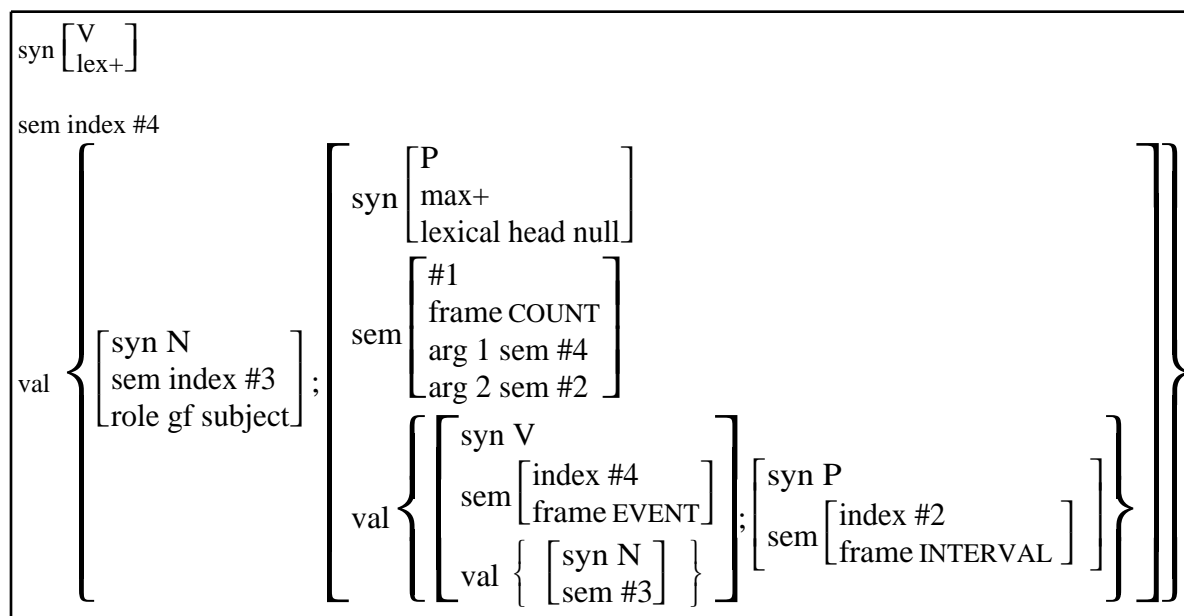 syn [V
lex+]
sem index #4
val { [syn N
sem index #3
role gf subject] ; [ syn [P
max+
lexical head null]
sem [#1
frame COUNT
arg 1 sem #4
arg 2 sem #2]
val { [ syn V
sem [index #4
frame EVENT]
val { [syn N
sem #3] } ] ; [ syn P
sem [index #2
frame INTERVAL] ] } ] }